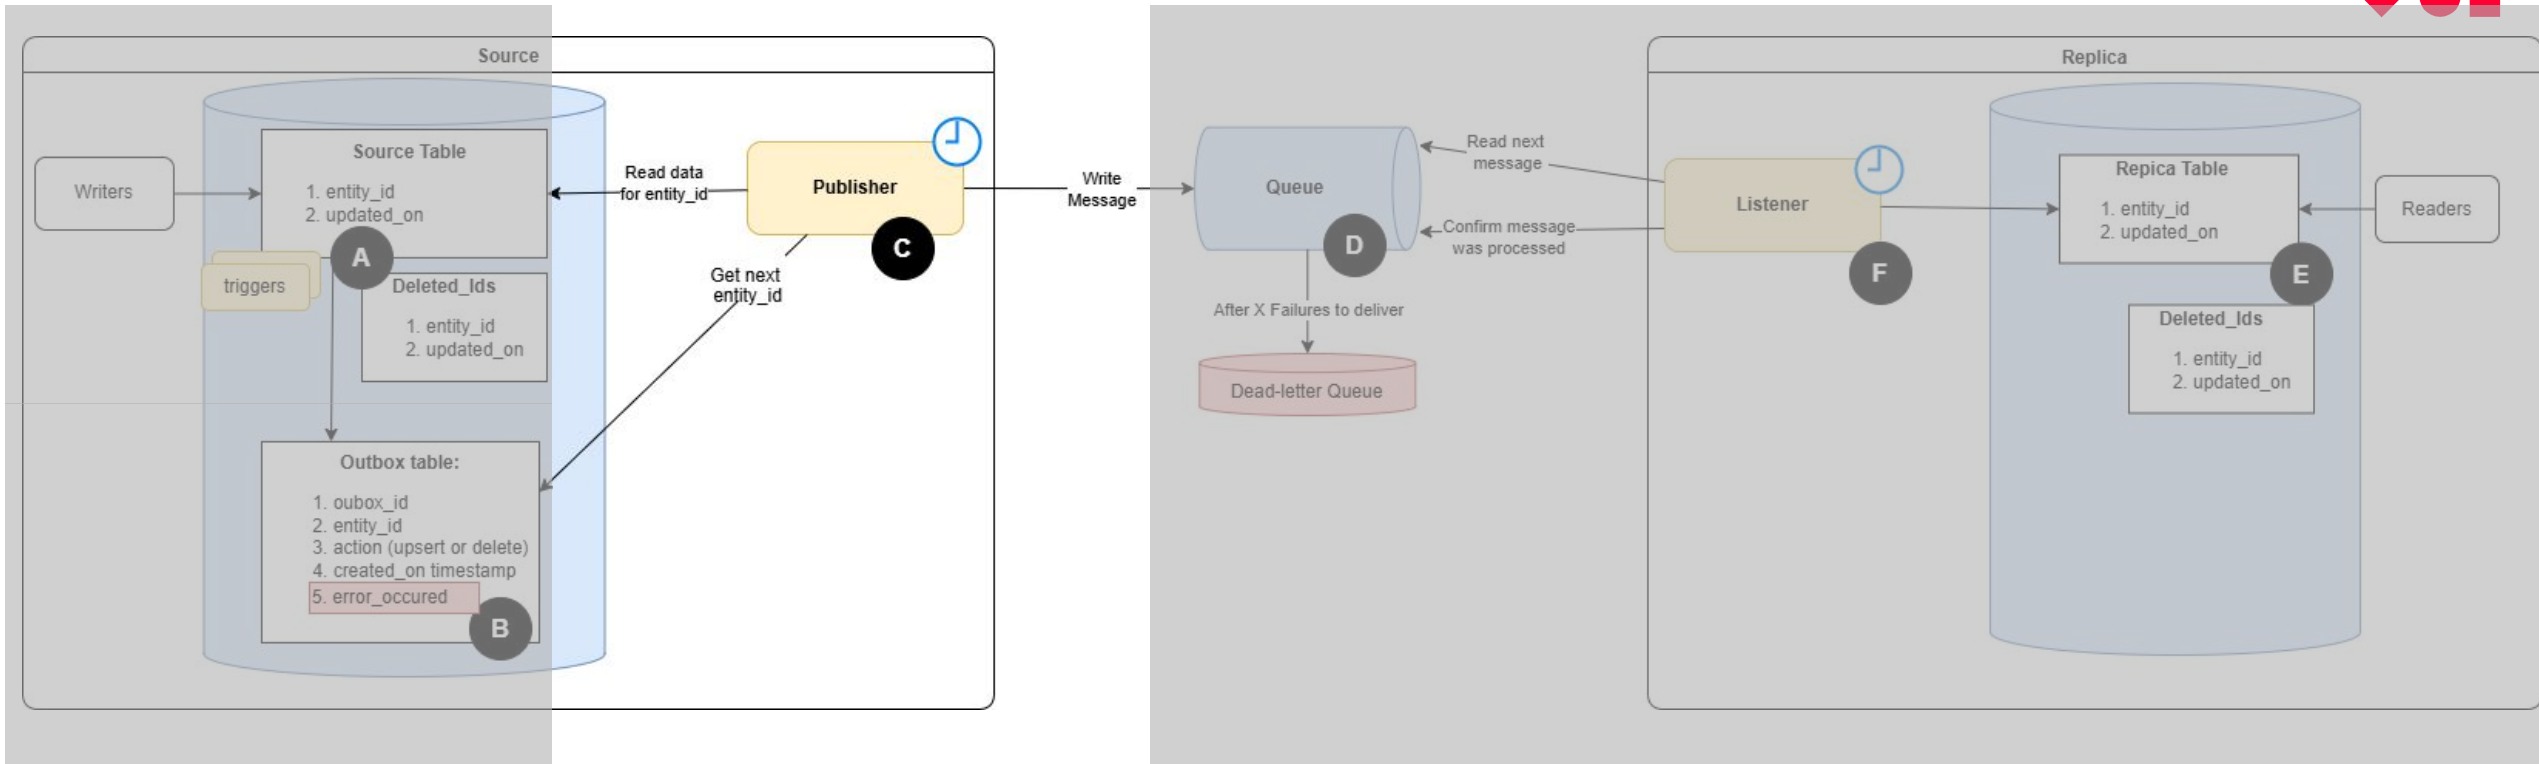 Source
Writers
Source Table
1. entity_id
2. updated_on
A
triggers
Deleted_Ids
1. entity_id
2. updated_on
Outbox table:
1. oubox_id
2. entity_id
3. action (upsert or delete)
4. created_on timestamp
5. error_occured
B
Read data
for entity_id
Publisher
C
Get next
entity_id
Write
Message
Queue
D
After X Failures to deliver
Dead-letter Queue
Read next
message
Confirm message
was processed
Replica
Listener
F
Repica Table
1. entity_id
2. updated_on
E
Deleted_Ids
1. entity_id
2. updated_on
Readers